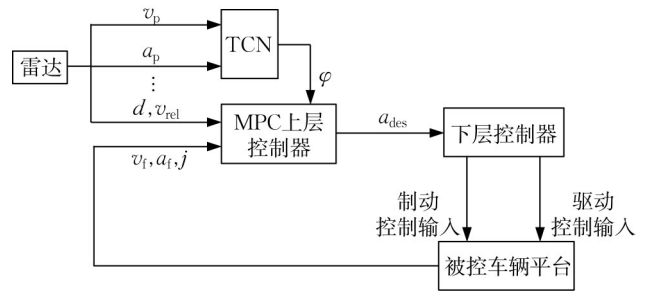 雷达
v_p
a_p
⋮
d,v_rel
TCN
φ
MPC上层
控制器
v_f,a_f,j
a_des
下层控制器
制动
控制输入
驱动
控制输入
被控车辆平台